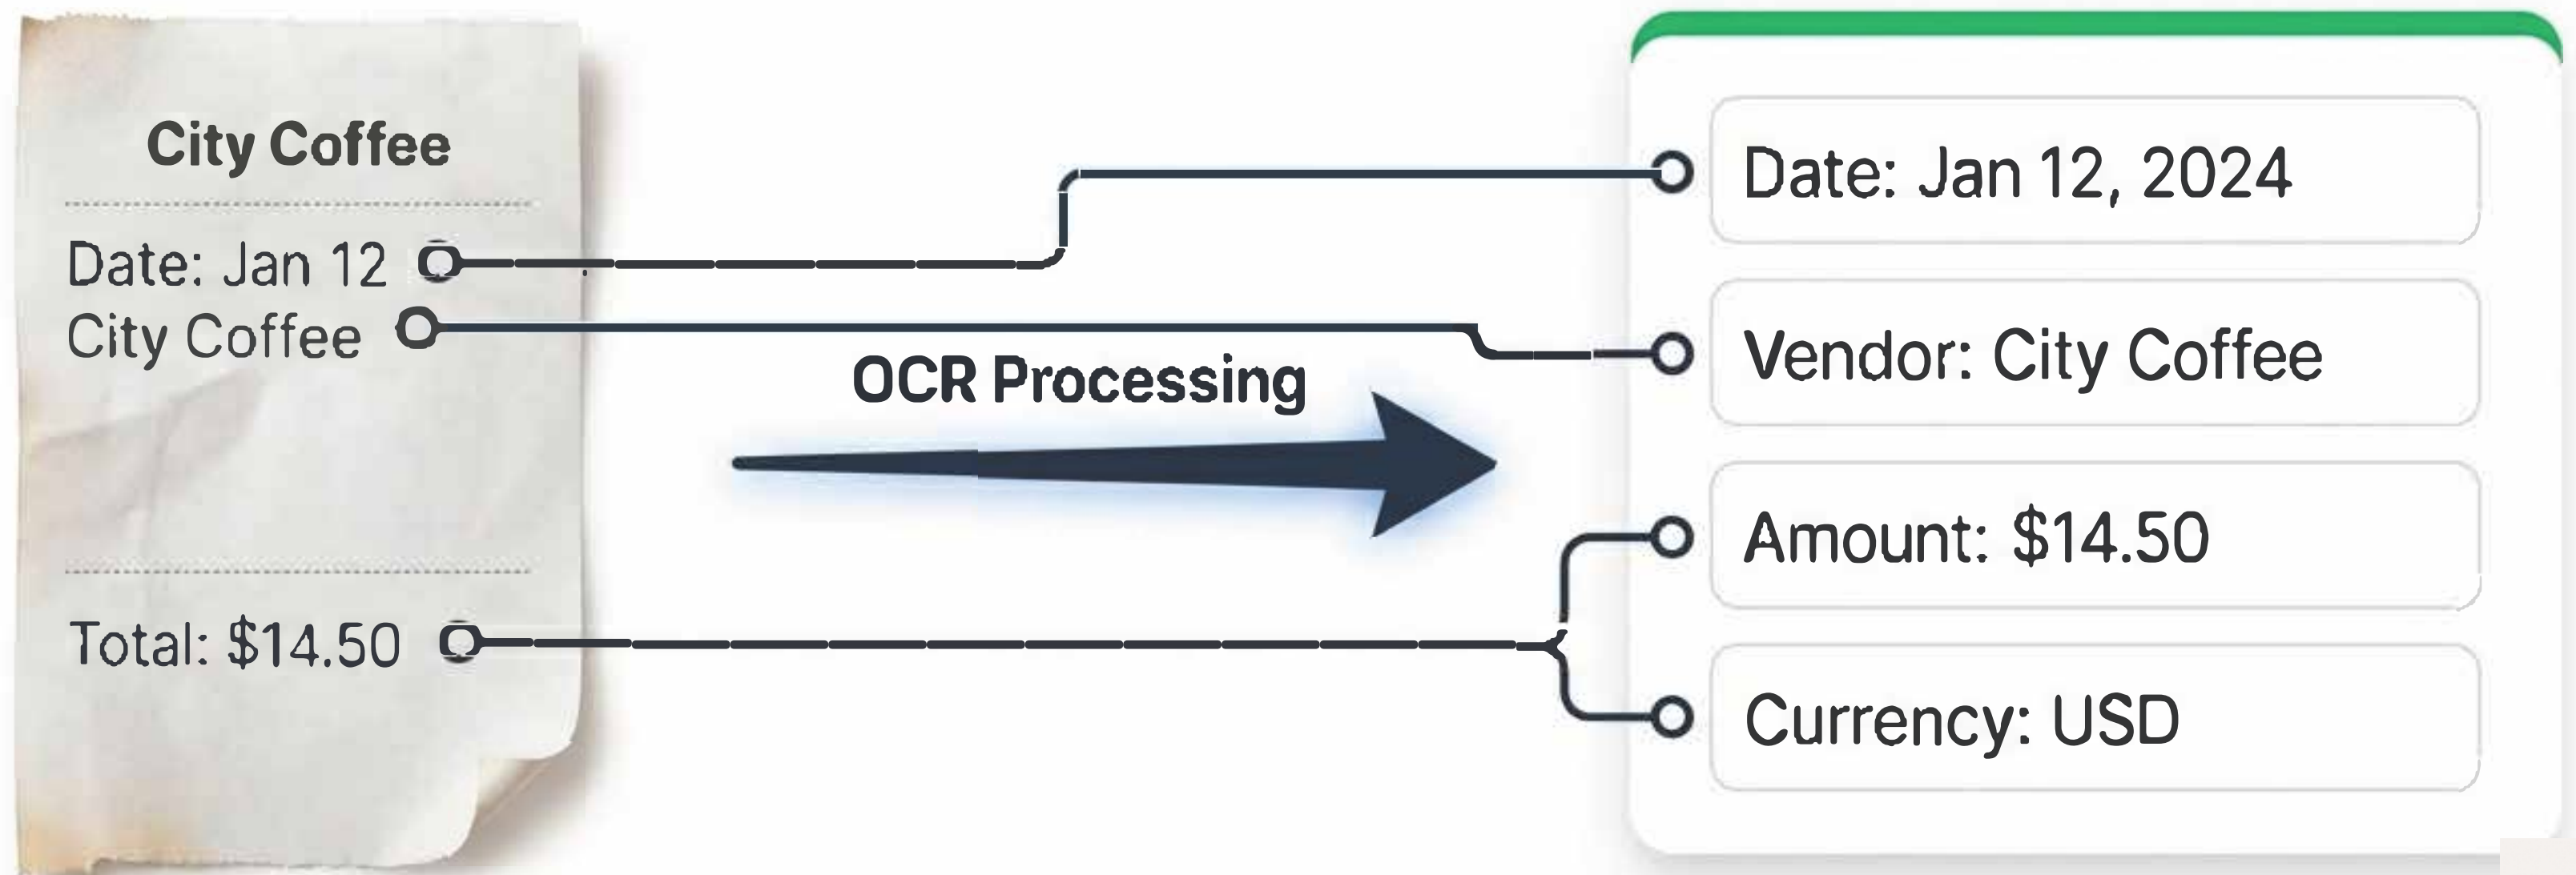 City Coffee
Date: Jan 12
City Coffee
Total: $14.50
OCR Processing
Date: Jan 12, 2024
Vendor: City Coffee
Amount: $14.50
Currency: USD